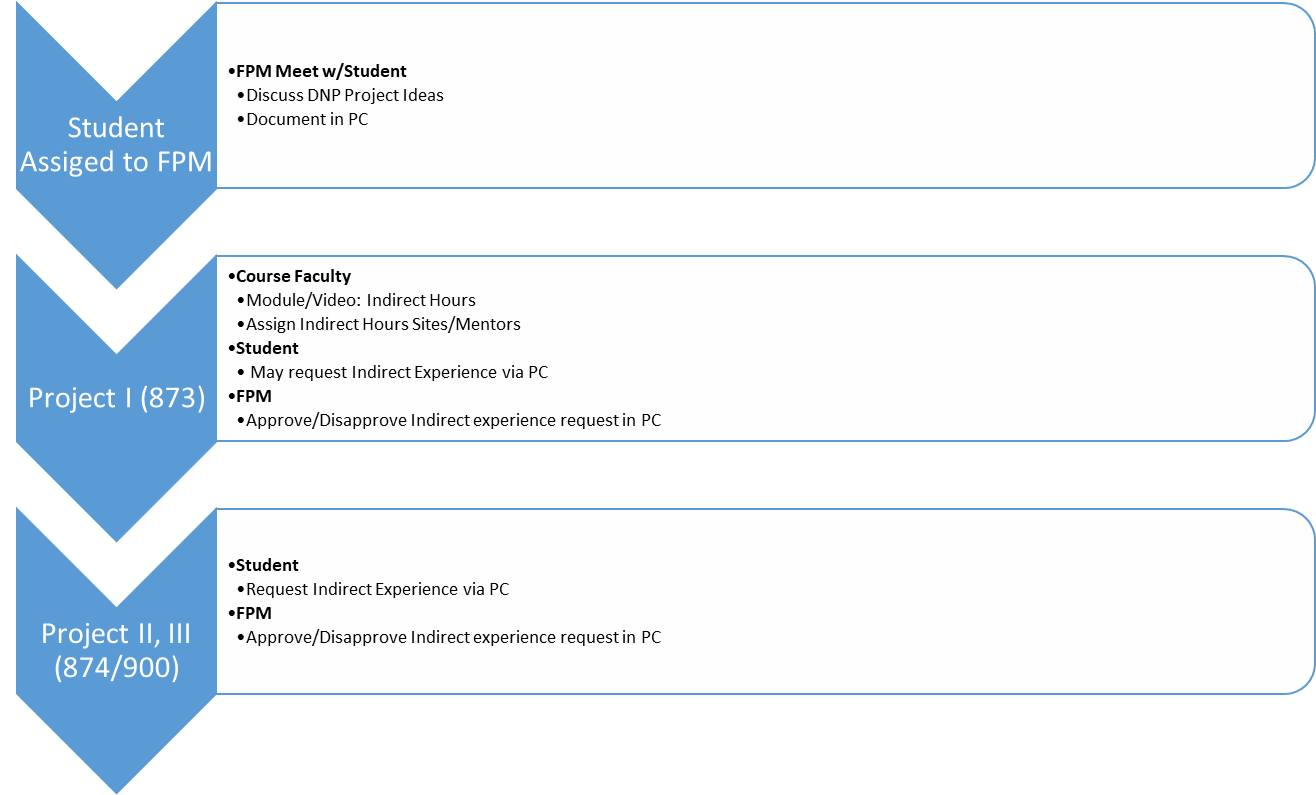 Student
Assiged to FPM
•FPM Meet w/Student
•Discuss DNP Project Ideas
•Document in PC
Project I (873)
•Course Faculty
•Module/Video: Indirect Hours
•Assign Indirect Hours Sites/Mentors
•Student
• May request Indirect Experience via PC
•FPM
•Approve/Disapprove Indirect experience request in PC
Project II, III
(874/900)
•Student
•Request Indirect Experience via PC
•FPM
•Approve/Disapprove Indirect experience request in PC